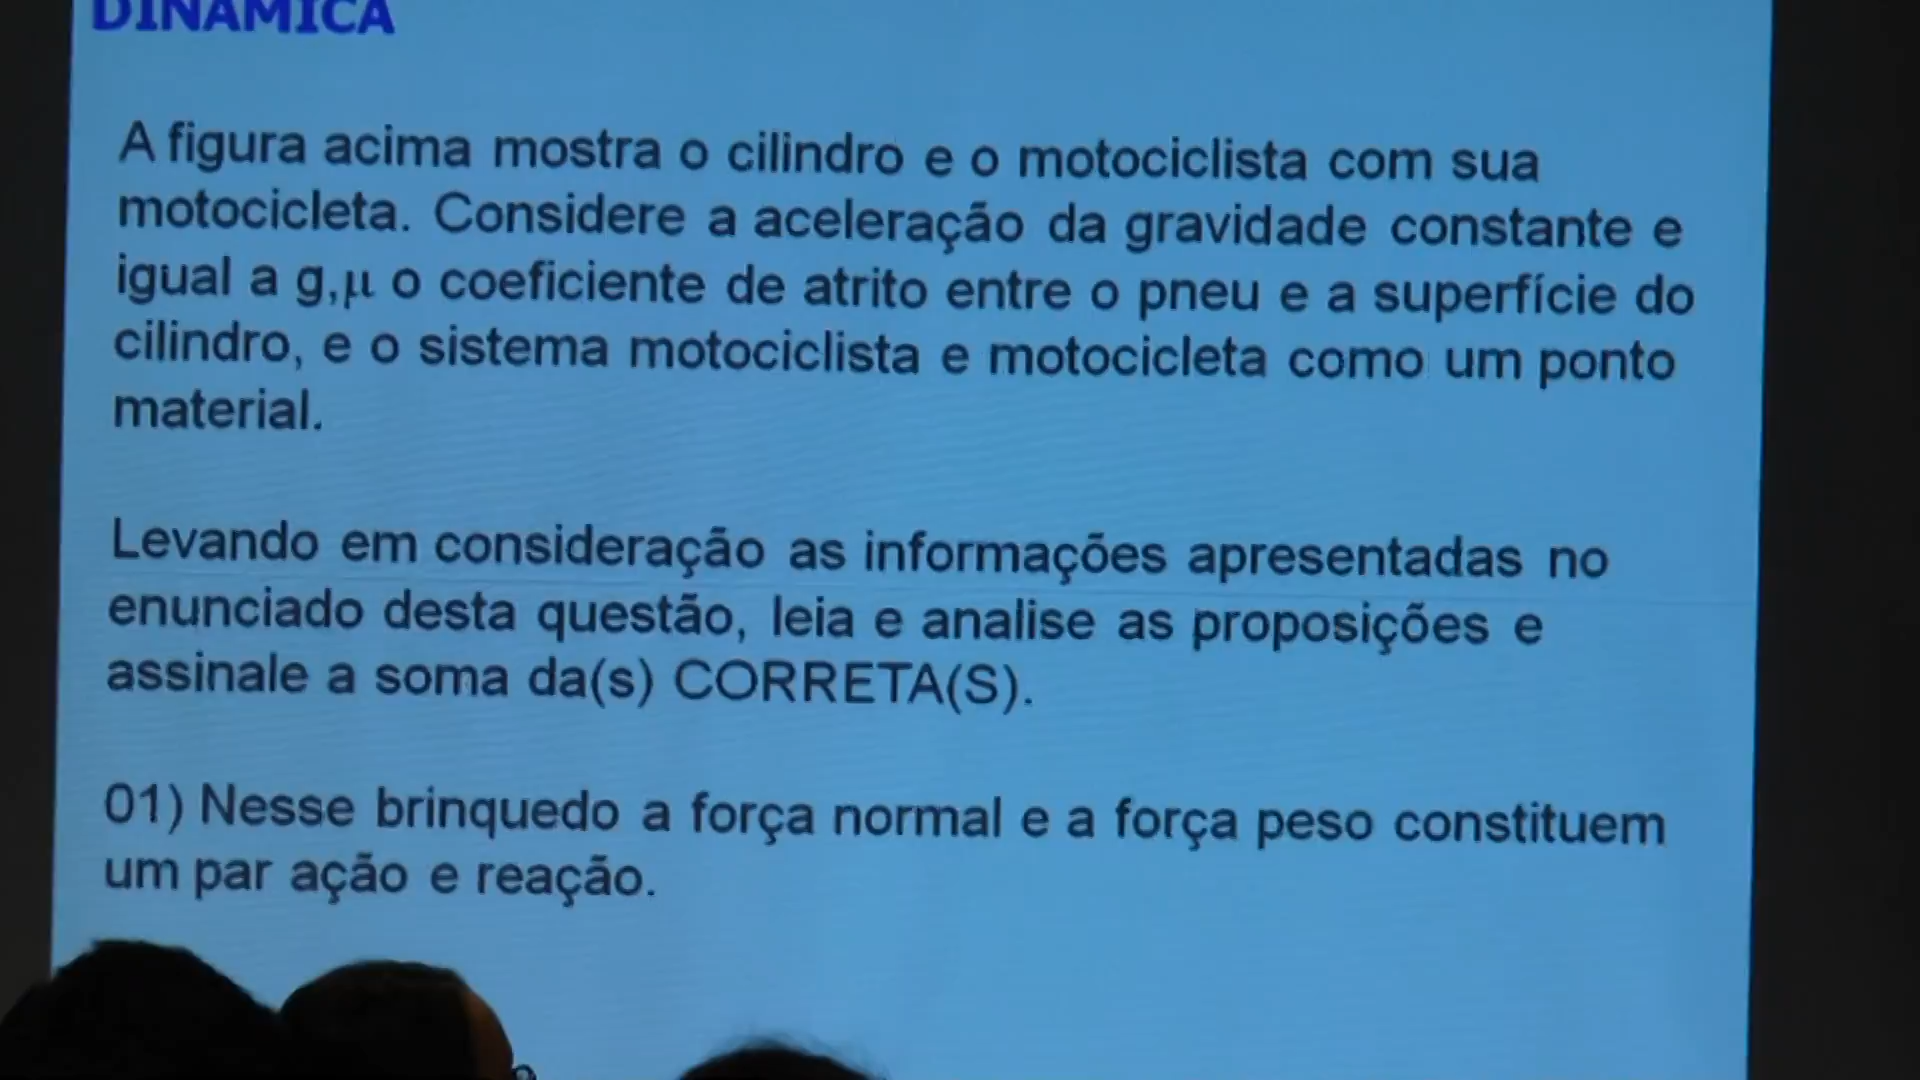 DINÂMICA
A figura acima mostra o cilindro e o motociclista com sua
motocicleta. Considere a aceleração da gravidade constante e
igual a g,μ o coeficiente de atrito entre o pneu e a superfície do
cilindro, e o sistema motociclista e motocicleta como um ponto
material.
Levando em consideração as informações apresentadas no
enunciado desta questão, leia e analise as proposições e
assinale a soma da(s) CORRETA(S).
01) Nesse brinquedo a força normal e a força peso constituem
um par ação e reação.